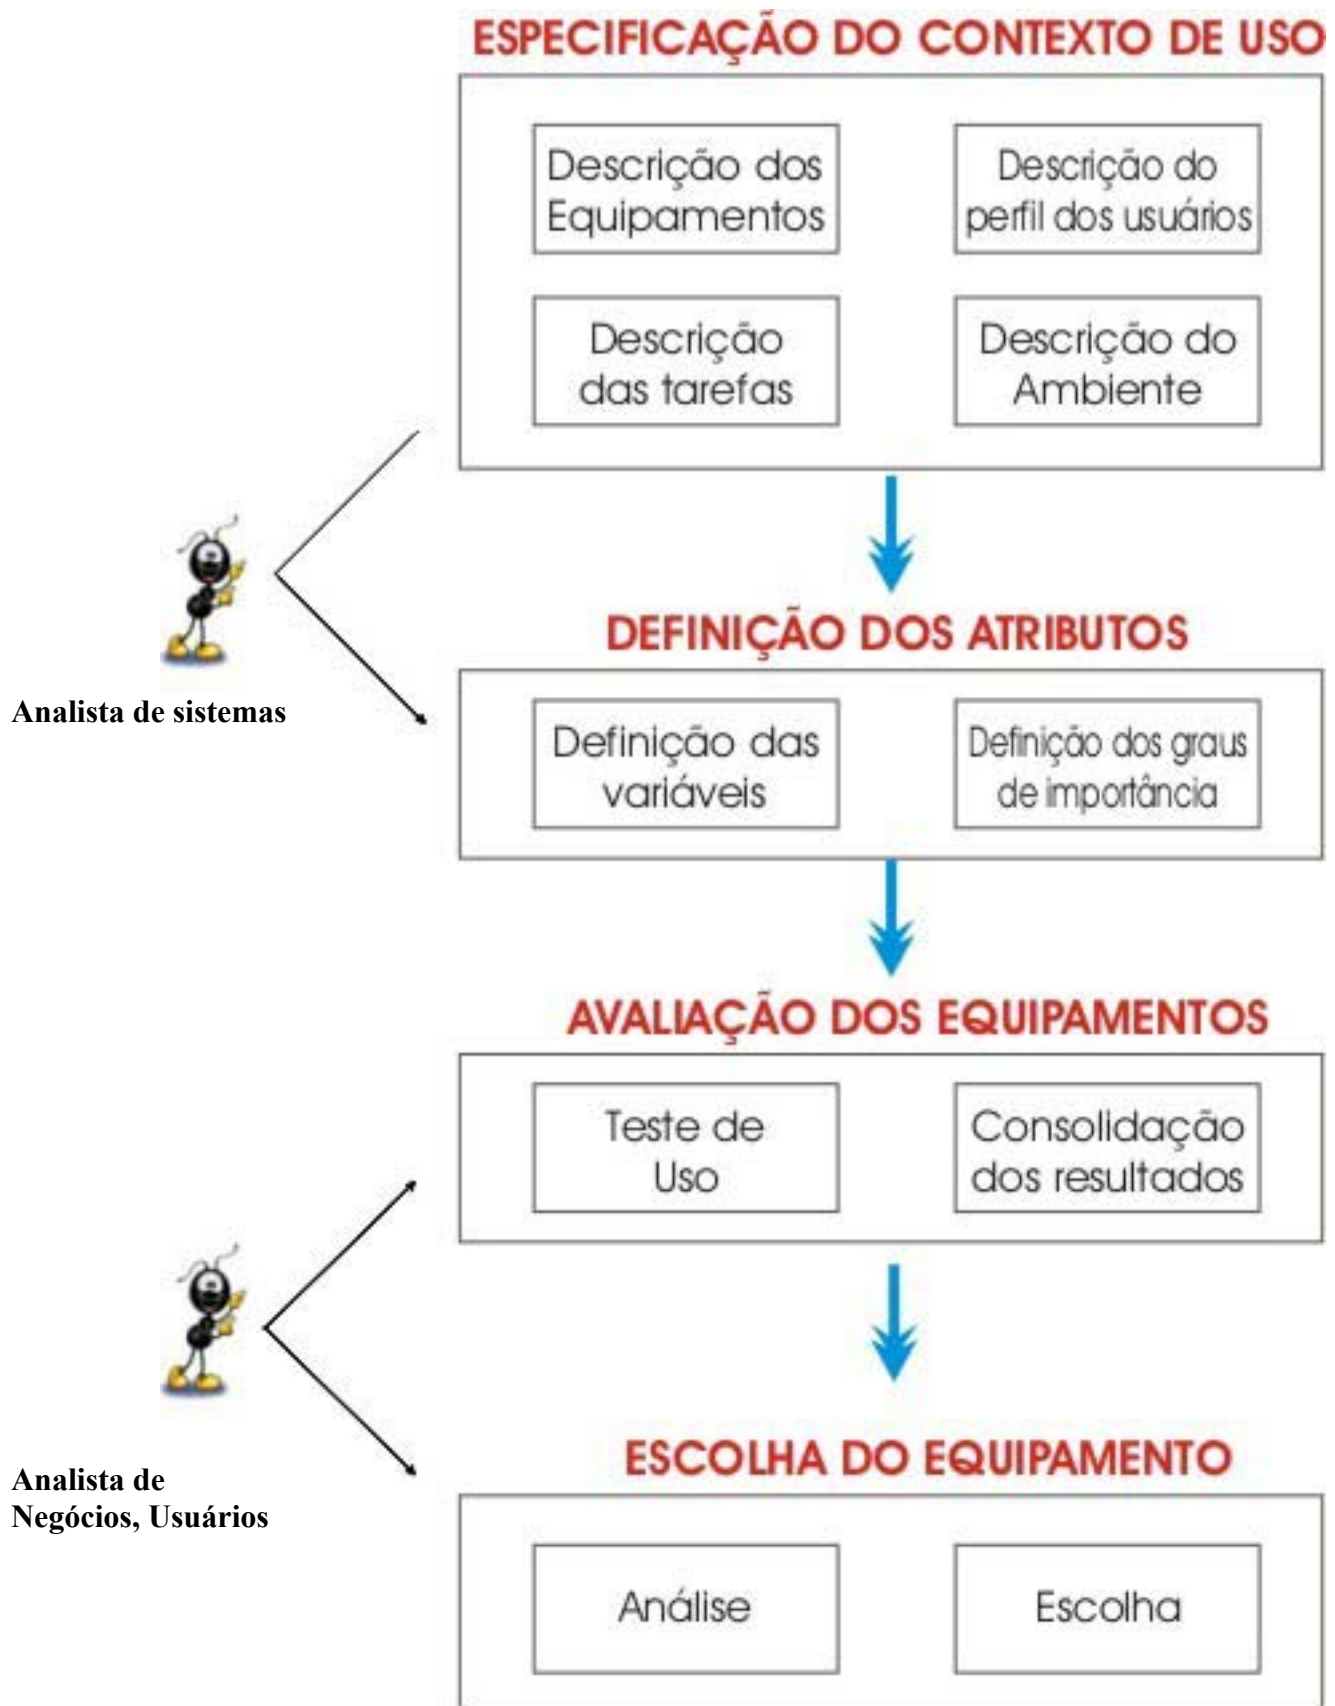 ESPECIFICAÇÃO DO CONTEXTO DE USO
Descrição dos
Equipamentos
Descrição do
perfil dos usuários
Descrição
das tarefas
Descrição do
Ambiente
Analista de sistemas
DEFINIÇÃO DOS ATRIBUTOS
Definição das
variáveis
Definição dos graus
de importância
AVALIAÇÃO DOS EQUIPAMENTOS
Teste de
Uso
Consolidação
dos resultados
Analista de
Negócios, Usuários
ESCOLHA DO EQUIPAMENTO
Análise
Escolha